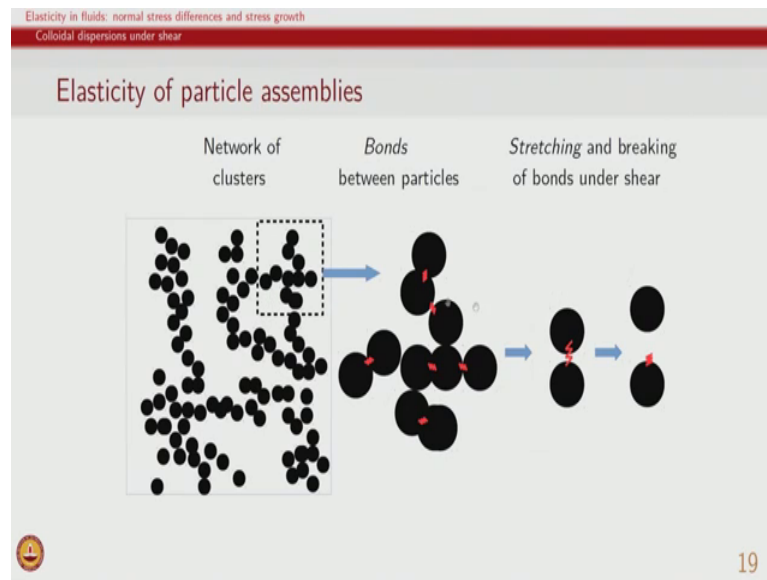 Elasticity in fluids: normal stress differences and stress growth
Colloidal dispersions under shear
Elasticity of particle assemblies
Network of
clusters
Bonds
between particles
Stretching and breaking
of bonds under shear
19